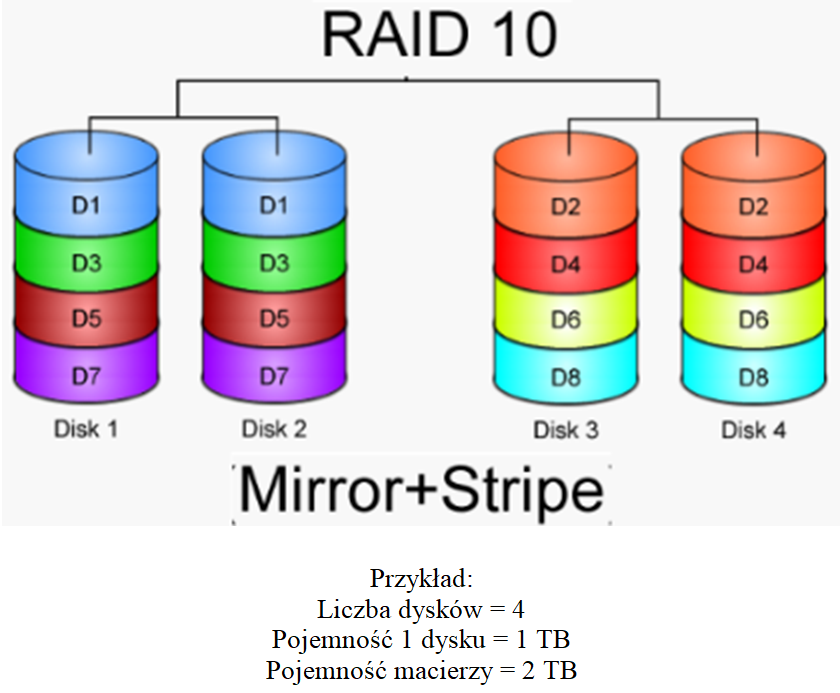 RAID 10
D1 D1 D2 D2
D3 D3 D4 D4
D5 D5 D6 D6
D7 D7 D8 D8
Disk 1 Disk 2 Disk 3 Disk 4
Mirror+Stripe
Przykład:
Liczba dysków = 4
Pojemność 1 dysku = 1 TB
Pojemność macierzy = 2 TB